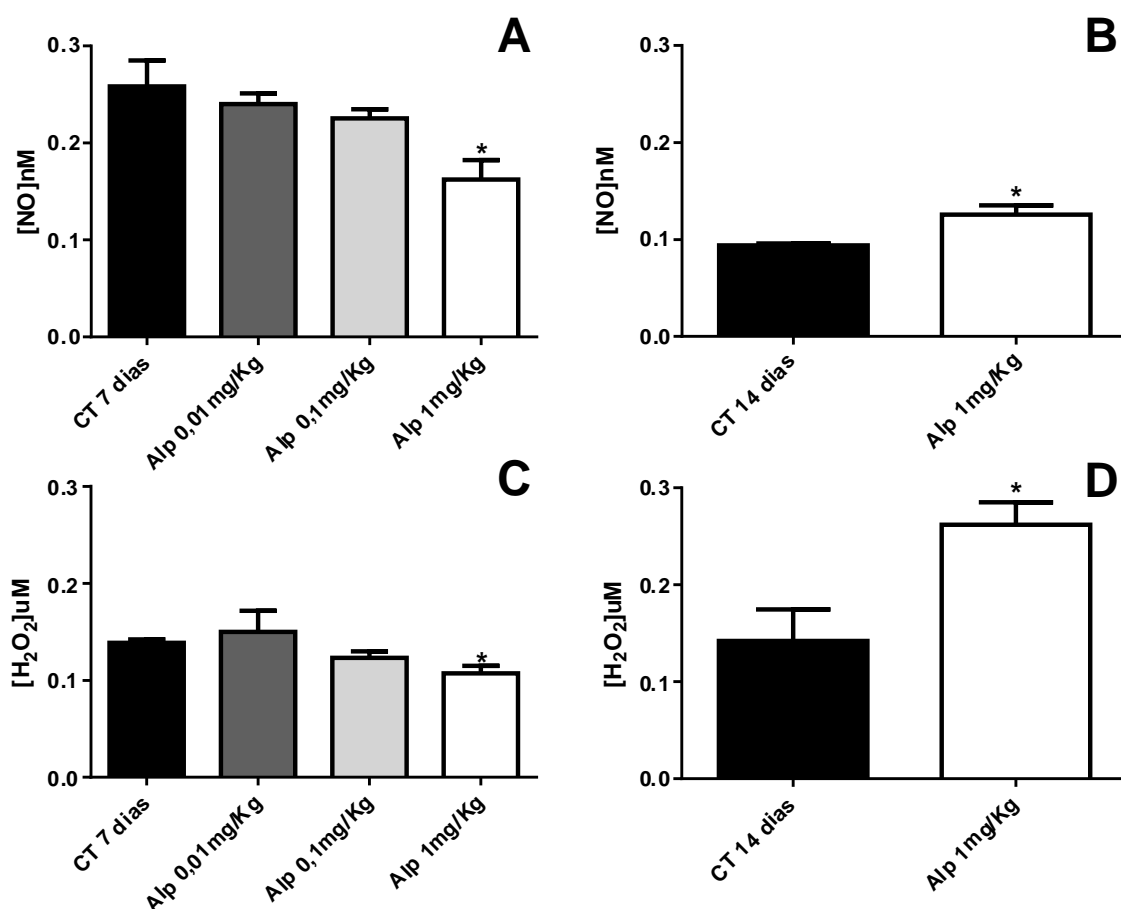 A
[NO]nM
0.3
0.2
0.1
0.0
*
CT 7 dias
Alp 0,01mg/Kg
Alp 0,1mg/Kg
Alp 1mg/Kg
B
[NO]nM
0.3
0.2
0.1
0.0
*
CT 14 dias
Alp 1mg/Kg
C
[H₂O₂]uM
0.3
0.2
0.1
0.0
*
CT 7 dias
Alp 0,01mg/Kg
Alp 0,1mg/Kg
Alp 1mg/Kg
D
[H₂O₂]uM
0.3
0.2
0.1
0.0
*
CT 14 dias
Alp 1mg/Kg